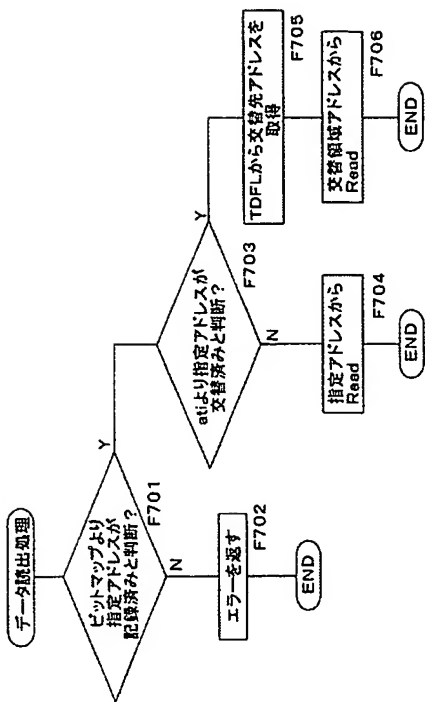 データ読出処理
ビットマップより
指定アドレスが
記録済みと判断？
F701
Y
N
エラーを返す
F702
END
atiより指定アドレスが
交替済みと判断？
F703
Y
N
指定アドレスから
Read
F704
END
TDFLから交替先アドレスを
取得
F705
交替領域アドレスから
Read
F706
END